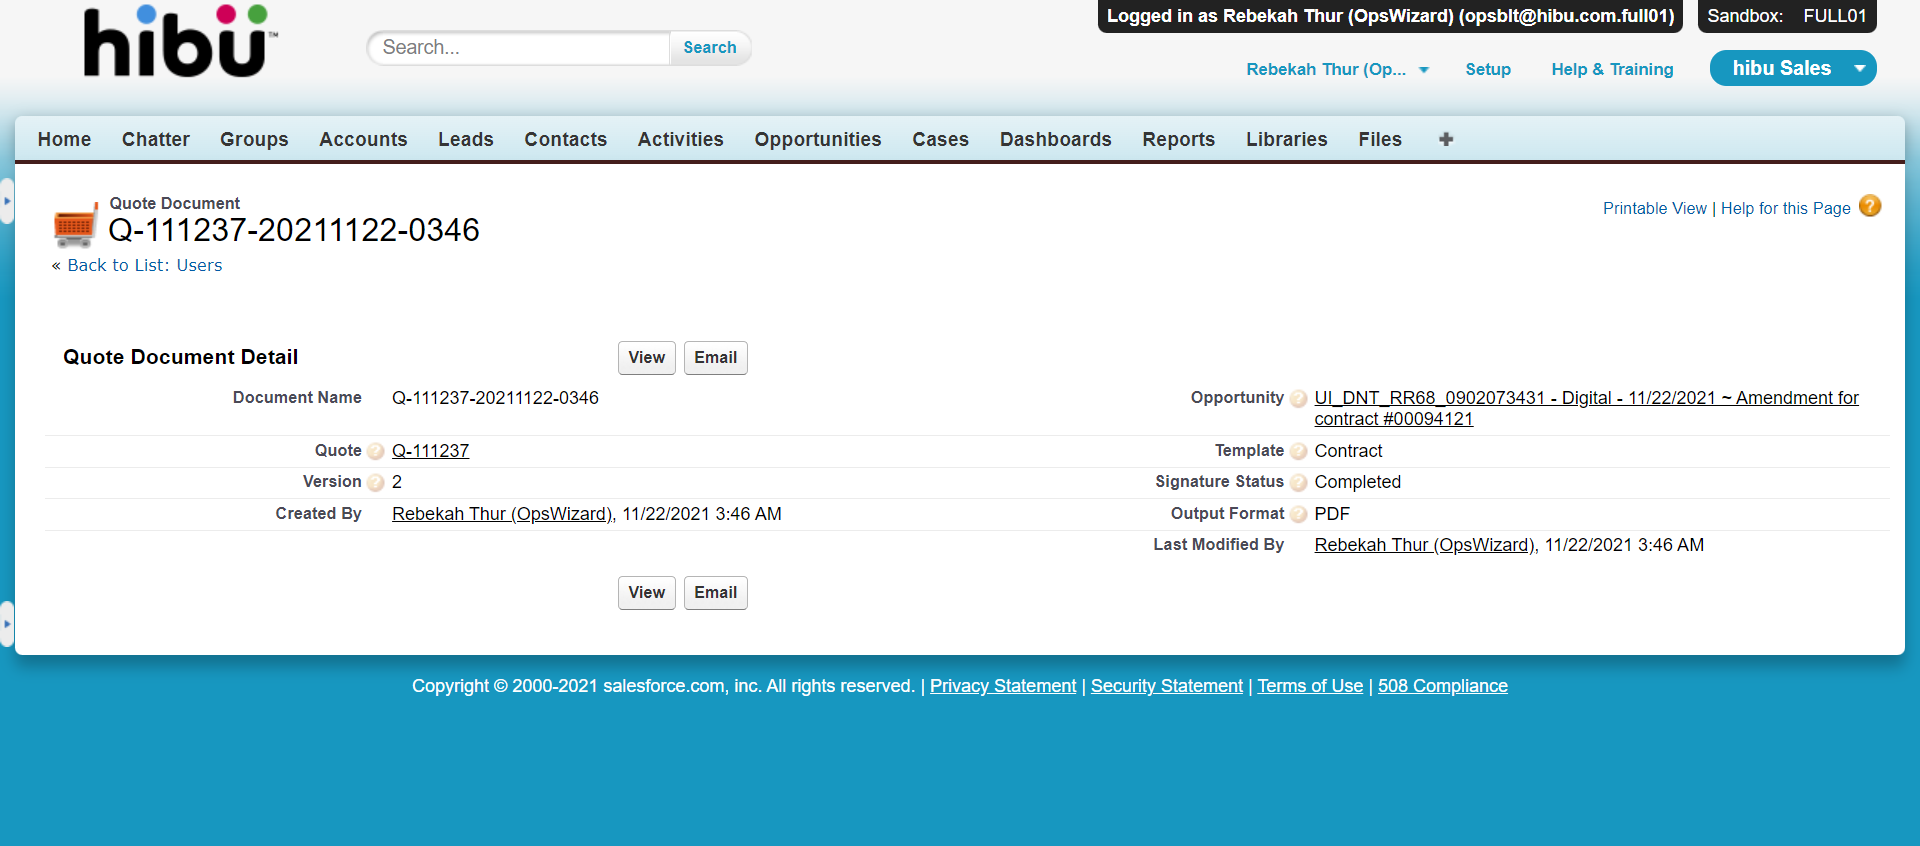 hibü™
Search...
Search
Logged in as Rebekah Thur (OpsWizard) (opsblt@hibu.com.full01)
Sandbox: FULL01
Rebekah Thur (Op...
Setup
Help & Training
hibu Sales
Home Chatter Groups Accounts Leads Contacts Activities Opportunities Cases Dashboards Reports Libraries Files
Quote Document
Q-111237-20211122-0346
« Back to List: Users
Printable View | Help for this Page
Quote Document Detail
View Email
Document Name Q-111237-20211122-0346
Opportunity UI_DNT_RR68_0902073431 - Digital - 11/22/2021 ~ Amendment for
contract #00094121
Quote Q-111237
Template Contract
Version 2
Signature Status Completed
Created By Rebekah Thur (OpsWizard), 11/22/2021 3:46 AM
Output Format PDF
Last Modified By Rebekah Thur (OpsWizard), 11/22/2021 3:46 AM
View Email
Copyright © 2000-2021 salesforce.com, inc. All rights reserved. | Privacy Statement | Security Statement | Terms of Use | 508 Compliance